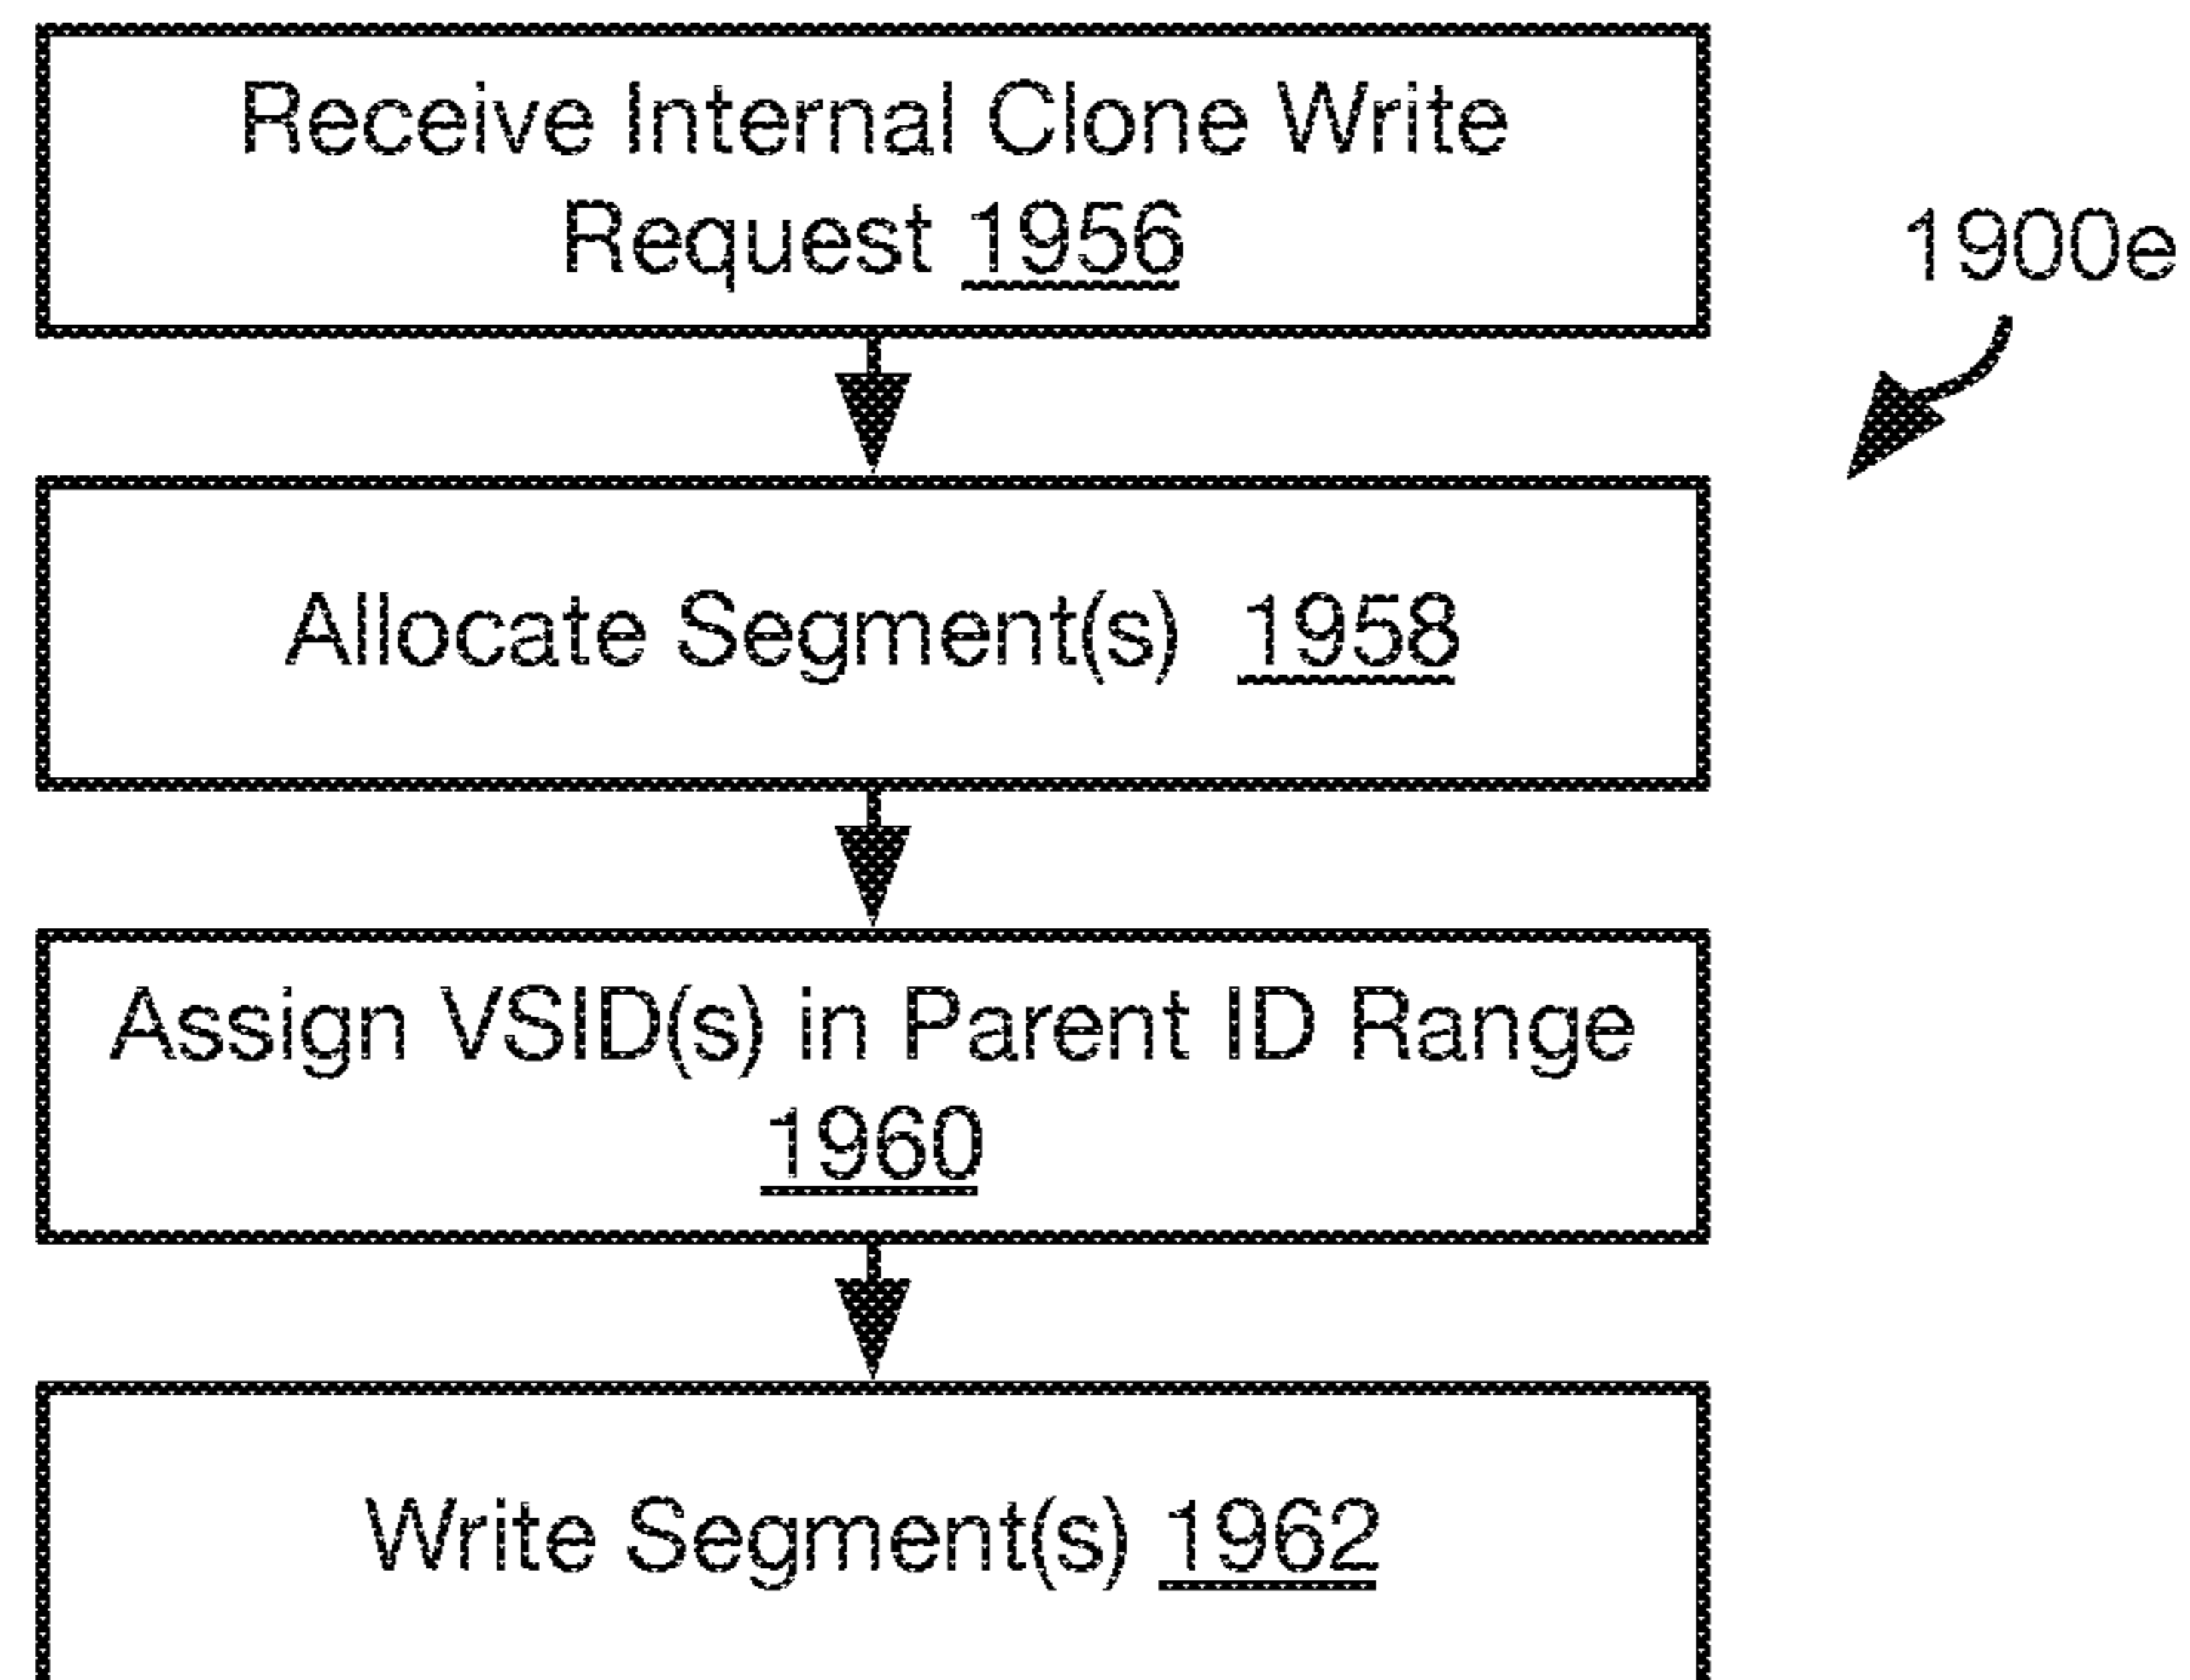 Receive Internal Clone Write
Request 1956
1900e
Allocate Segment(s) 1958
Assign VSID(s) in Parent ID Range
1960
Write Segment(s) 1962